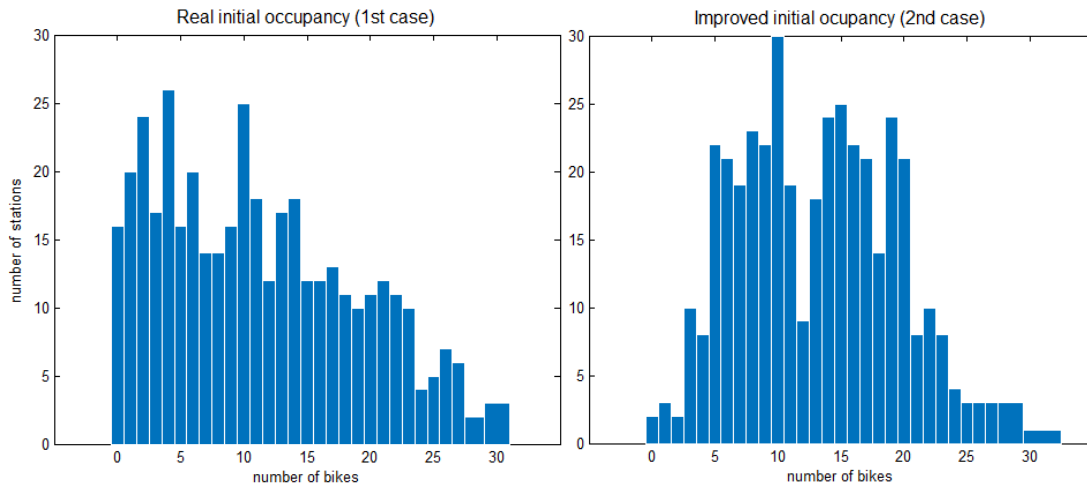 Real initial occupancy (1st case)
30
25
20
15
10
5
0
number of stations
0 5 10 15 20 25 30
number of bikes
Improved initial ocupancy (2nd case)
30
25
20
15
10
5
0
0 5 10 15 20 25 30
number of bikes